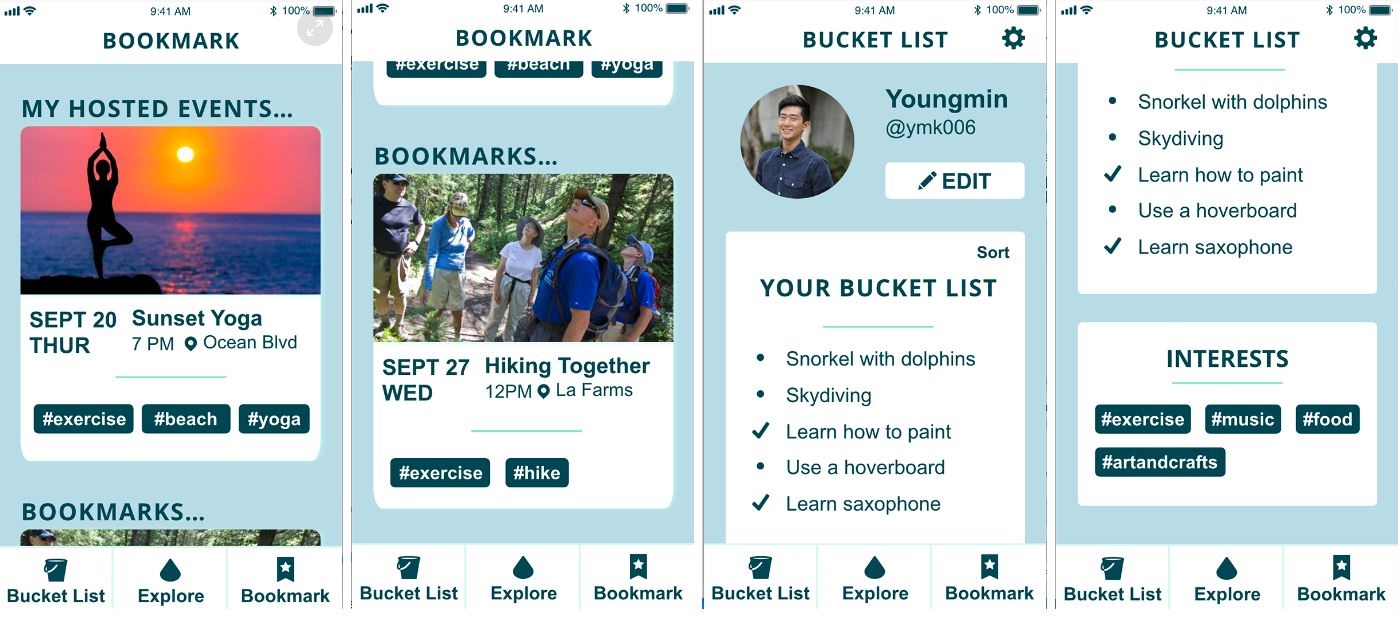 9:41 AM 100%
BOOKMARK
MY HOSTED EVENTS...
SEPT 20 THUR
Sunset Yoga
7 PM Ocean Blvd
#exercise #beach #yoga
BOOKMARKS...
Bucket List Explore Bookmark
9:41 AM 100%
BOOKMARK
#exercise #beach #yoga
BOOKMARKS...
SEPT 27 WED
Hiking Together
12PM La Farms
#exercise #hike
Bucket List Explore Bookmark
9:41 AM 100%
BUCKET LIST
Youngmin
@ymk006
EDIT
Sort
YOUR BUCKET LIST
Snorkel with dolphins
Skydiving
Learn how to paint
Use a hoverboard
Learn saxophone
Bucket List Explore Bookmark
9:41 AM 100%
BUCKET LIST
Snorkel with dolphins
Skydiving
Learn how to paint
Use a hoverboard
Learn saxophone
INTERESTS
#exercise #music #food
#artandcrafts
Bucket List Explore Bookmark